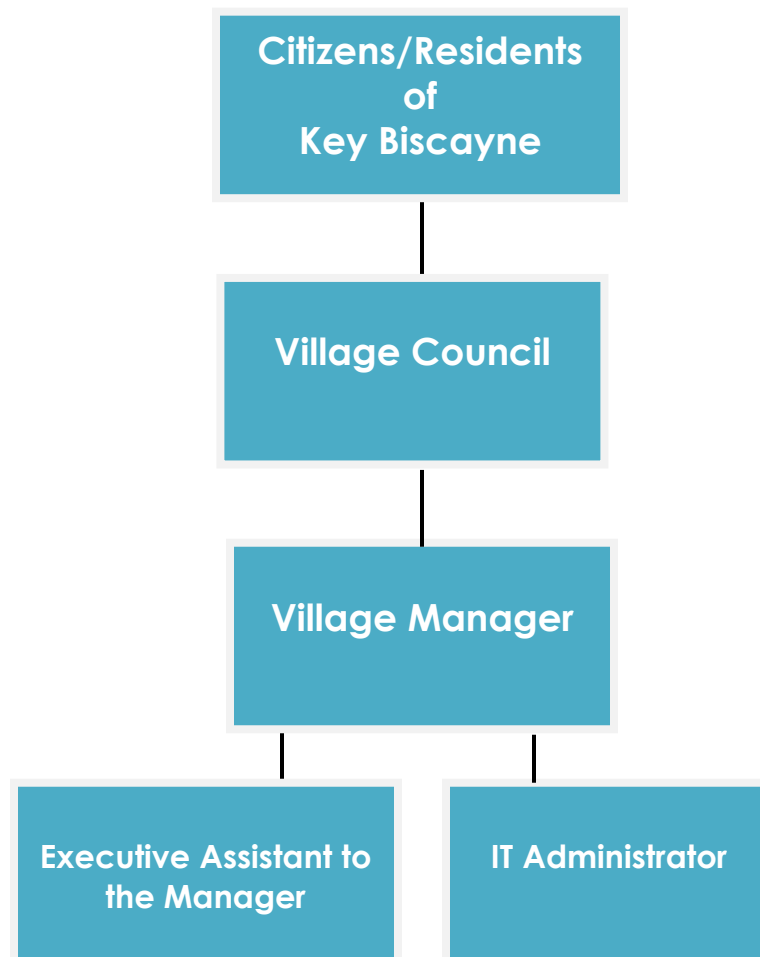 Citizens/Residents
of
Key Biscayne
Village Council
Village Manager
Executive Assistant to
the Manager
IT Administrator